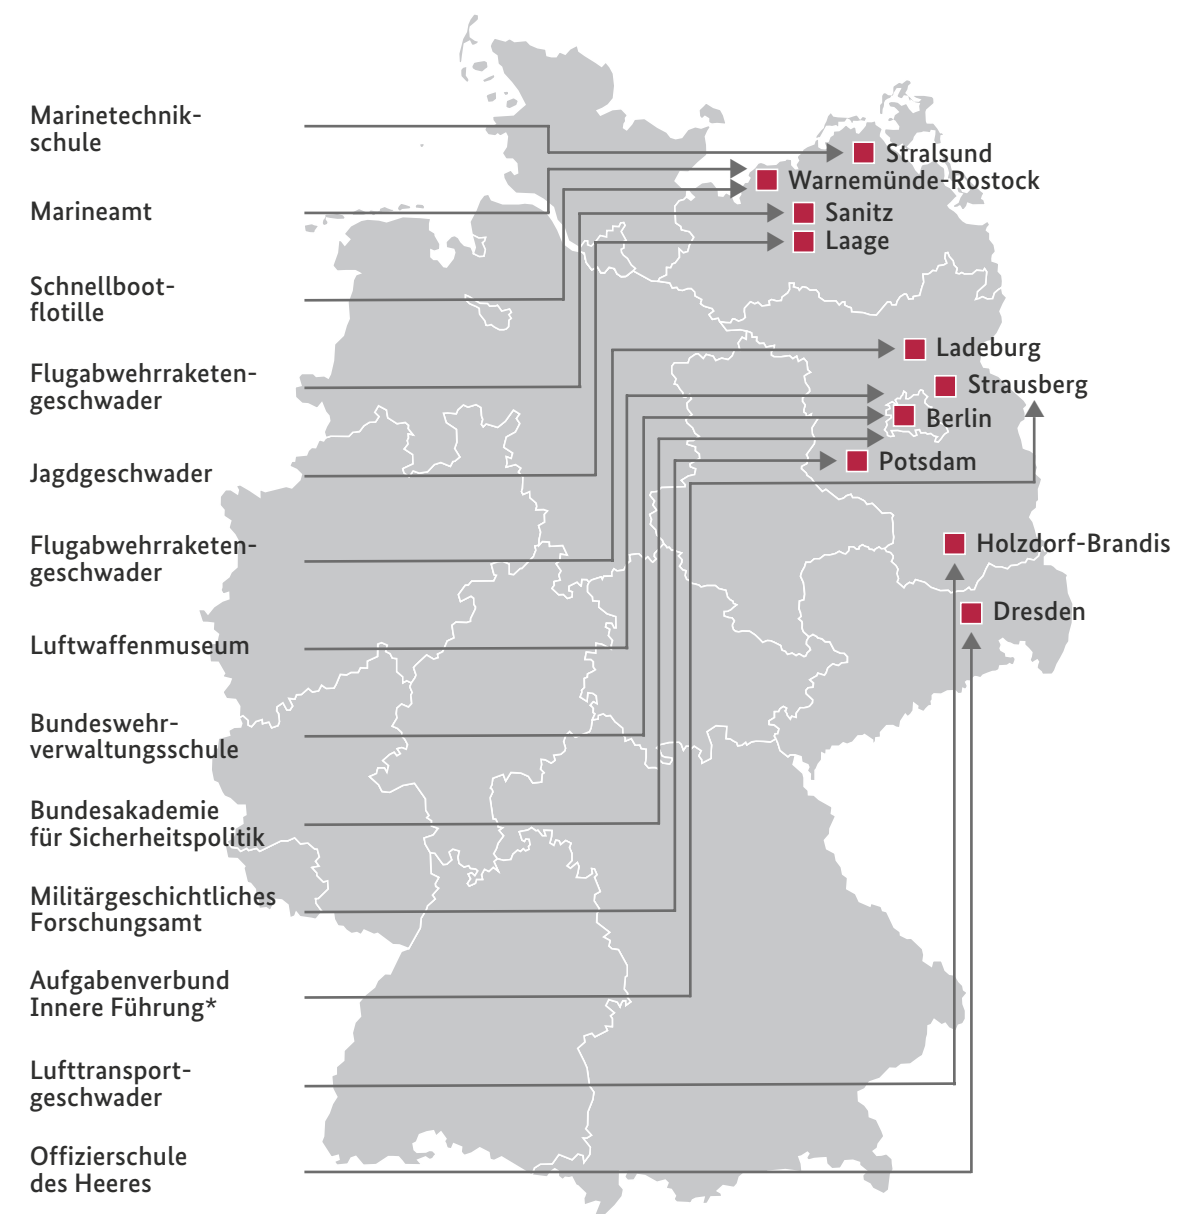 Marinetechnik-
schule
Marineamt
Schnellboot-
flotille
Flugabwehrraketen-
geschwader
Jagdgeschwader
Flugabwehrraketen-
geschwader
Luftwaffenmuseum
Bundeswehr-
verwaltungsschule
Bundesakademie
für Sicherheitspolitik
Militärgeschichtliches
Forschungsamt
Aufgabenverbund
Innere Führung*
Lufttransport-
geschwader
Offizierschule
des Heeres
Stralsund
Warnemünde-Rostock
Sanitz
Laage
Ladeburg
Strausberg
Berlin
Potsdam
Holzdorf-Brandis
Dresden